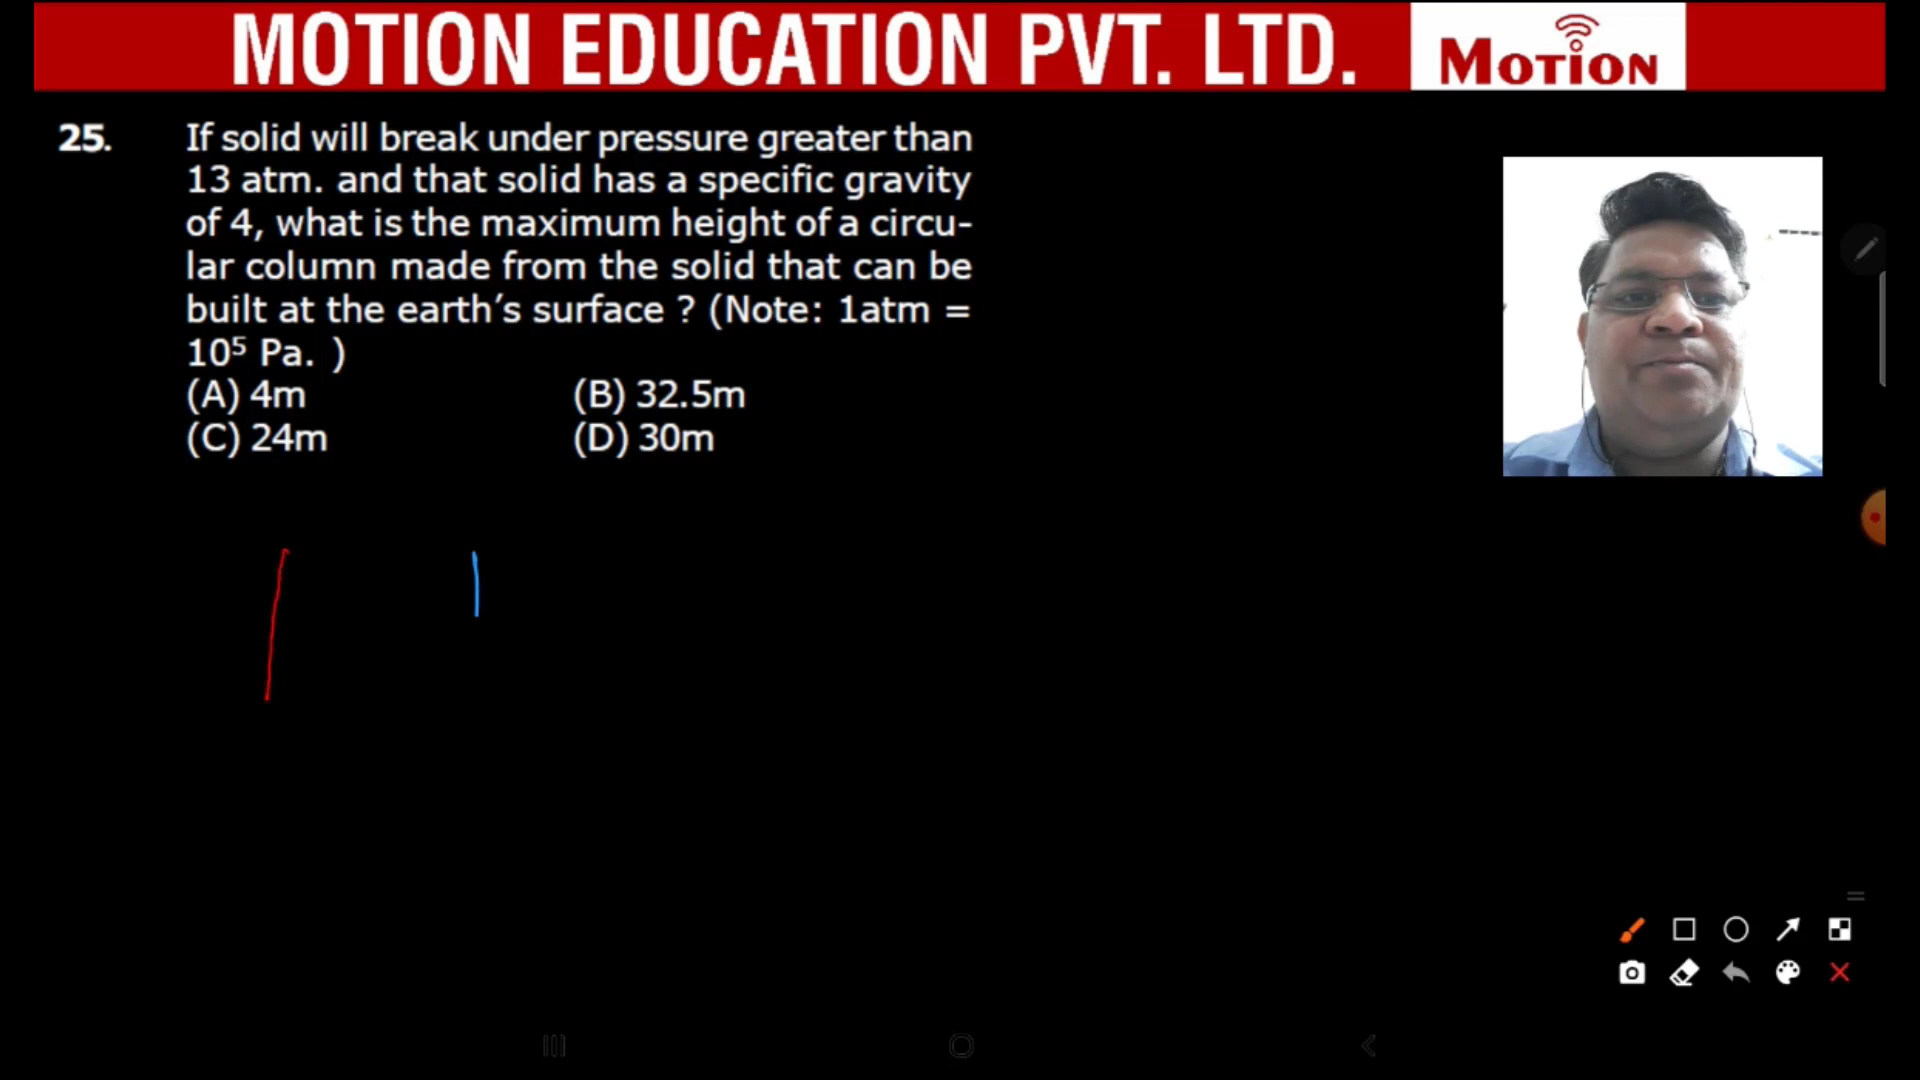 MOTION EDUCATION PVT. LTD.
MOTION
25. If solid will break under pressure greater than
13 atm. and that solid has a specific gravity
of 4, what is the maximum height of a circu-
lar column made from the solid that can be
built at the earth’s surface ? (Note: 1atm =
10⁵ Pa. )
(A) 4m (B) 32.5m
(C) 24m (D) 30m